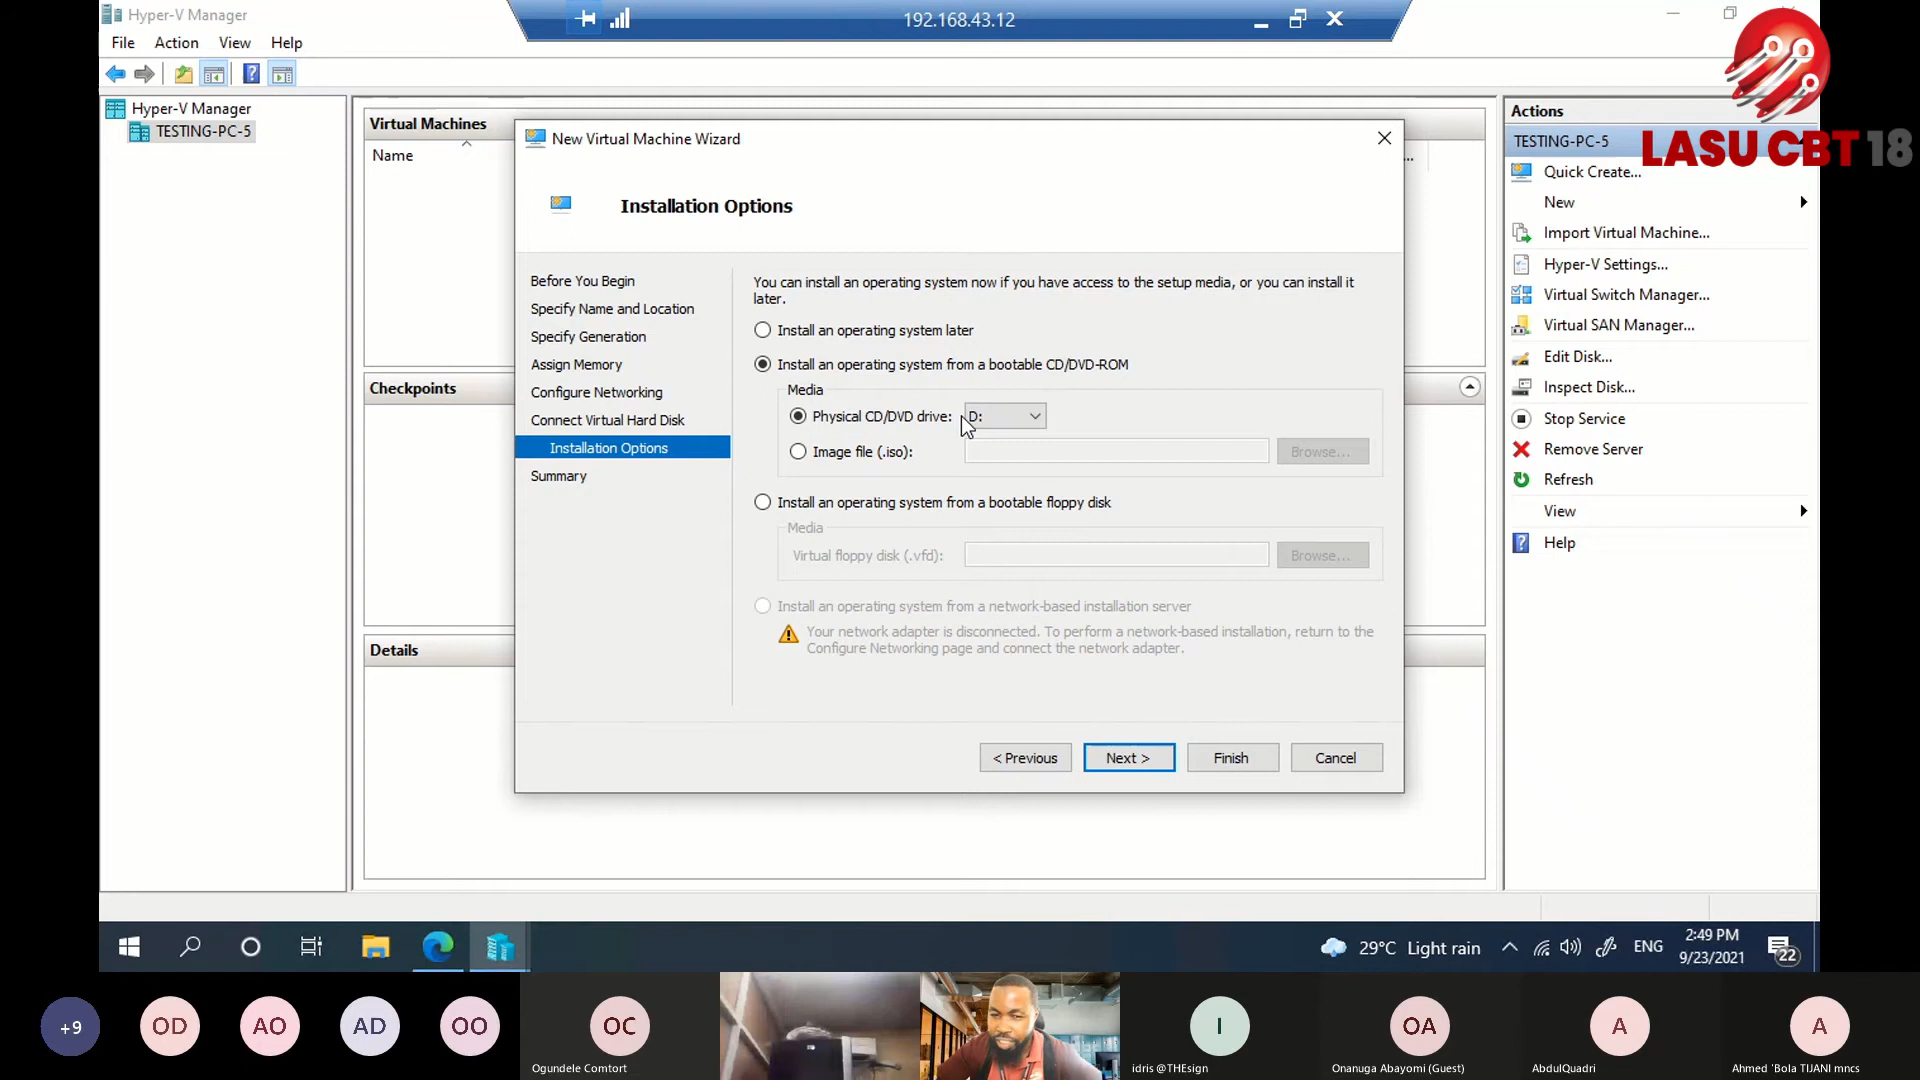 Hyper-V Manager
192.168.43.12
File Action View Help
LASU CBT 18
Hyper-V Manager
TESTING-PC-5
Virtual Machines
Name
Checkpoints
Details
New Virtual Machine Wizard
Installation Options
Before You Begin
Specify Name and Location
Specify Generation
Assign Memory
Configure Networking
Connect Virtual Hard Disk
Installation Options
Summary
You can install an operating system now if you have access to the setup media, or you can install it
later.
Install an operating system later
Install an operating system from a bootable CD/DVD-ROM
Media
Physical CD/DVD drive: D:
Image file (.iso): Browse...
Install an operating system from a bootable floppy disk
Media
Virtual floppy disk (.vfd): Browse...
Install an operating system from a network-based installation server
Your network adapter is disconnected. To perform a network-based installation, return to the
Configure Networking page and connect the network adapter.
< Previous Next > Finish Cancel
Actions
TESTING-PC-5
Quick Create...
New
Import Virtual Machine...
Hyper-V Settings...
Virtual Switch Manager...
Virtual SAN Manager...
Edit Disk...
Inspect Disk...
Stop Service
Remove Server
Refresh
View
Help
29°C Light rain
ENG
2:49 PM
9/23/2021
22
+9
OD
AO
AD
OO
OC
I
OA
A
A
Ogundele Comfort
idris @THEsign
Onanuga Abayomi (Guest)
AbdulQuadri
Ahmed 'Bola TIJANI mncs